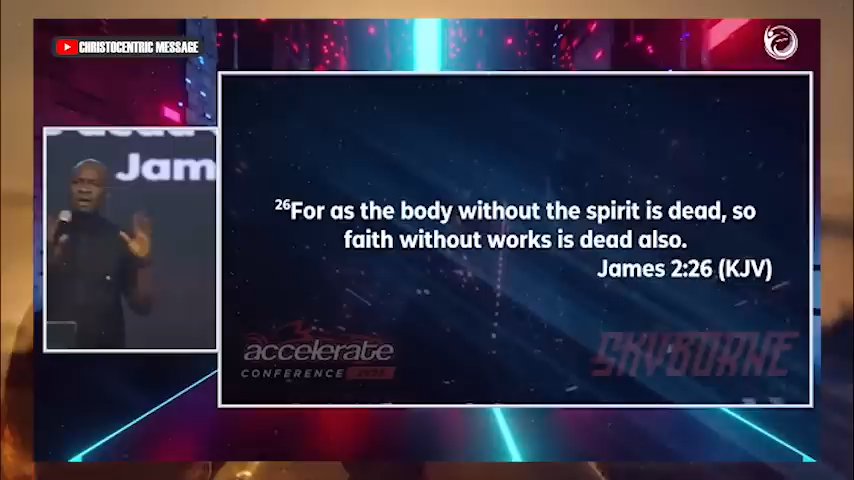 CHRISTOCENTRIC MESSAGE
Jam
26For as the body without the spirit is dead, so
faith without works is dead also.
James 2:26 (KJV)
accelerate
CONFERENCE
SKYBORNE